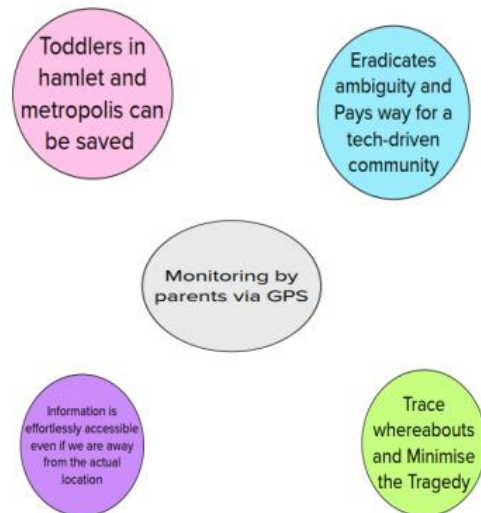 Toddlers in
hamlet and
metropolis can
be saved
Eradicates
ambiguity and
Pays way for a
tech-driven
community
Monitoring by
parents via GPS
Information is
effortlessly accessible
even if we are away
from the actual
location
Trace
whereabouts
and Minimise
the Tragedy